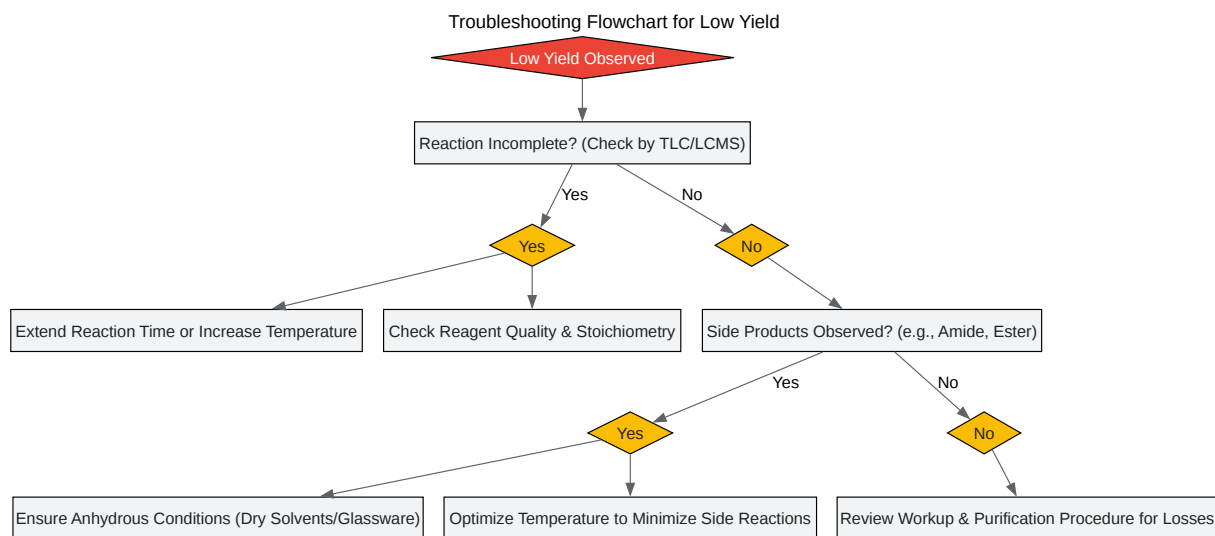 Troubleshooting Flowchart for Low Yield
Low Yield Observed
Reaction Incomplete? (Check by TLC/LCMS)
Yes
No
Yes
No
Extend Reaction Time or Increase Temperature
Check Reagent Quality & Stoichiometry
Side Products Observed? (e.g., Amide, Ester)
Yes
No
Yes
No
Ensure Anhydrous Conditions (Dry Solvents/Glassware)
Optimize Temperature to Minimize Side Reactions
Review Workup & Purification Procedure for Losses